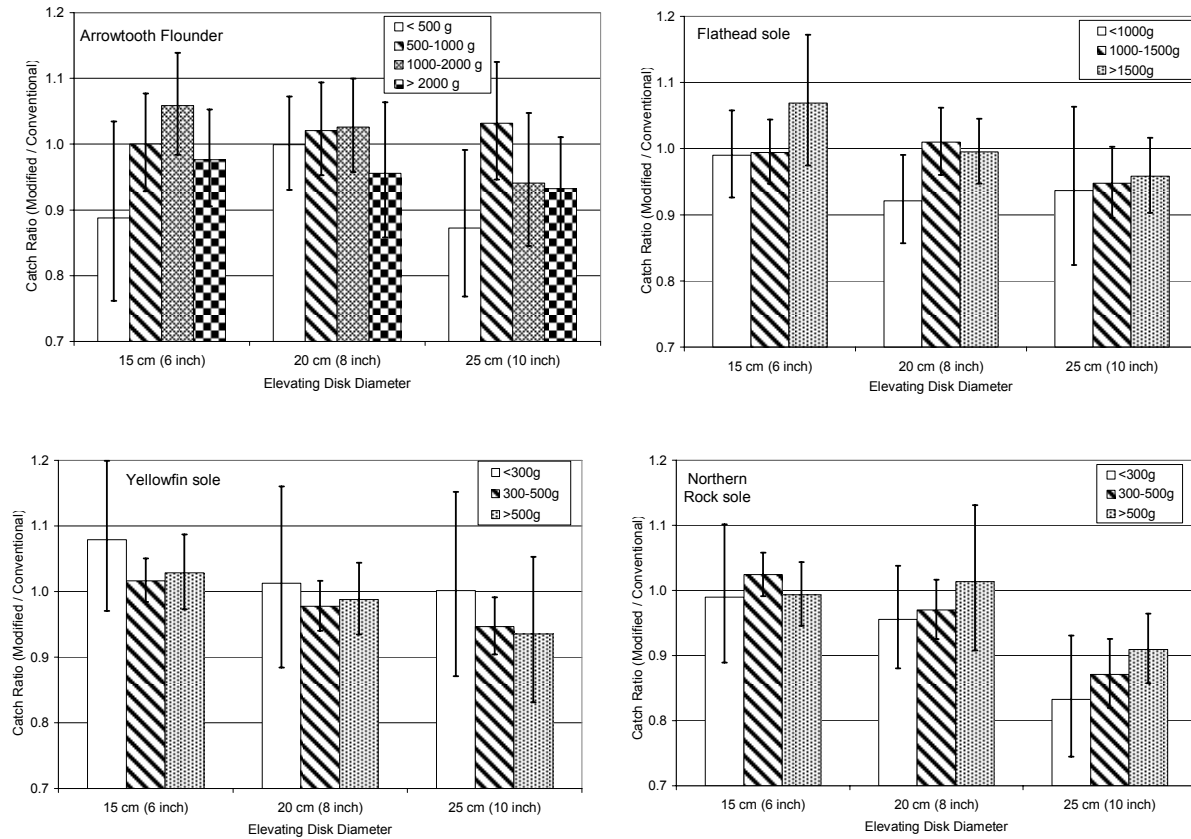 Arrowtooth Flounder
< 500 g
500-1000 g
1000-2000 g
> 2000 g
1.2
1.1
1.0
0.9
0.8
0.7
Catch Ratio (Modified / Conventional)
15 cm (6 inch)
20 cm (8 inch)
25 cm (10 inch)
Elevating Disk Diameter
Flathead sole
<1000g
1000-1500g
>1500g
1.2
1.1
1.0
0.9
0.8
0.7
Catch Ratio (Modified / Conventional)
15 cm (6 inch)
20 cm (8 inch)
25 cm (10 inch)
Elevating Disk Diameter
Yellowfin sole
<300g
300-500g
>500g
1.2
1.1
1.0
0.9
0.8
0.7
Catch Ratio (Modified / Conventional)
15 cm (6 inch)
20 cm (8 inch)
25 cm (10 inch)
Elevating Disk Diameter
Northern
Rock sole
<300g
300-500g
>500g
1.2
1.1
1.0
0.9
0.8
0.7
Catch Ratio (Modified / Conventional)
15 cm (6 inch)
20 cm (8 inch)
25 cm (10 inch)
Elevating Disk Diameter